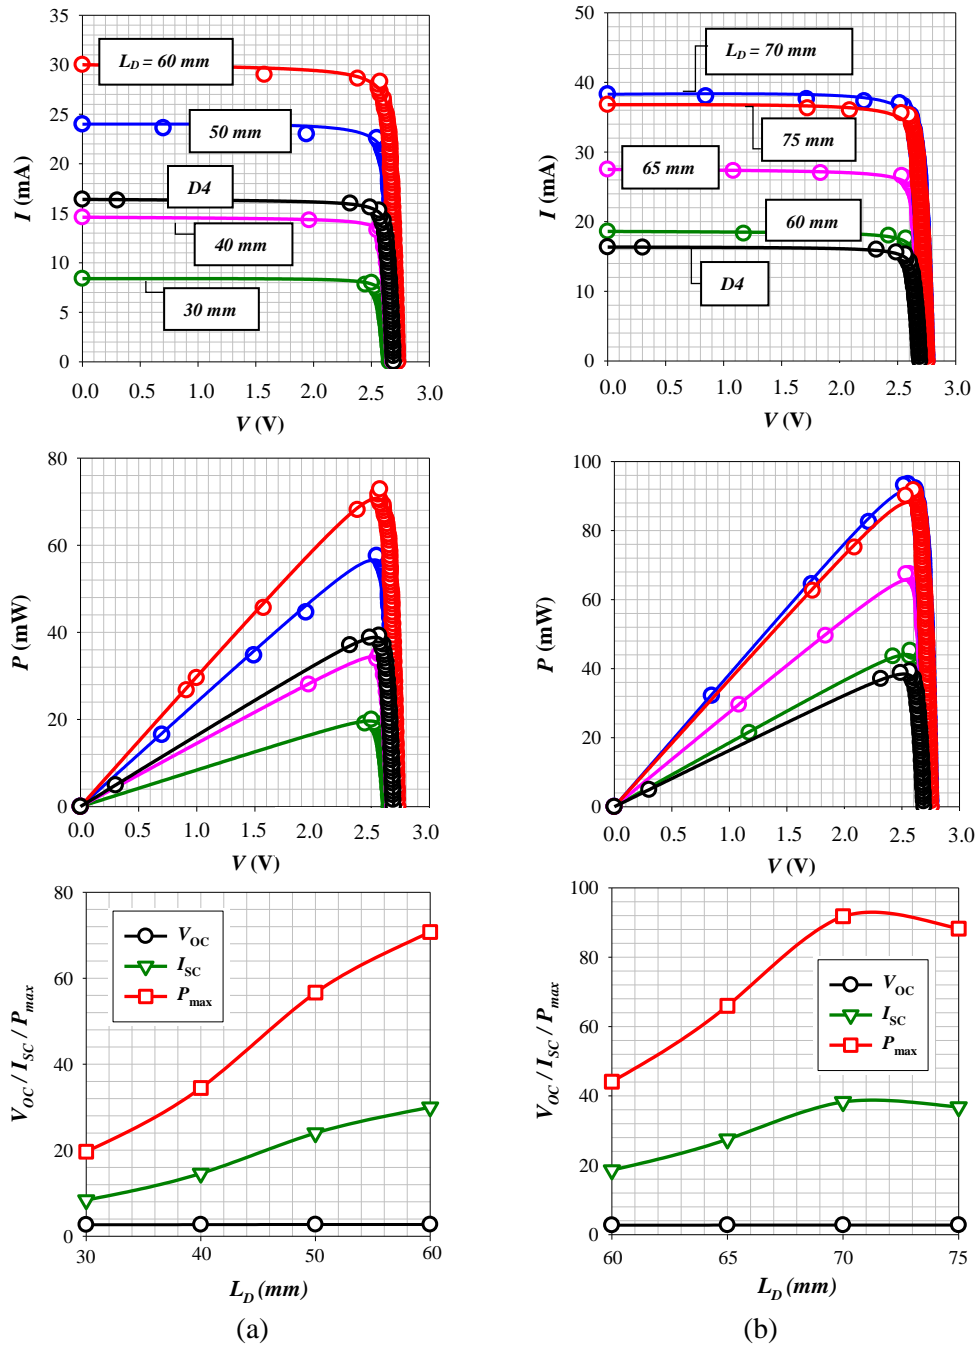 35
30
25
20
15
10
5
0
I (mA)
L_D = 60 mm
50 mm
D4
40 mm
30 mm
0.0 0.5 1.0 1.5 2.0 2.5 3.0
V (V)
50
40
30
20
10
0
I (mA)
L_D = 70 mm
75 mm
65 mm
60 mm
D4
0.0 0.5 1.0 1.5 2.0 2.5 3.0
V (V)
80
60
40
20
0
P (mW)
0.0 0.5 1.0 1.5 2.0 2.5 3.0
V (V)
100
80
60
40
20
0
P (mW)
0.0 0.5 1.0 1.5 2.0 2.5 3.0
V (V)
80
60
40
20
0
V_OC / I_SC / P_max
V_OC
I_SC
P_max
30 40 50 60
L_D (mm)
(a)
100
80
60
40
20
0
V_OC / I_SC / P_max
V_OC
I_SC
P_max
60 65 70 75
L_D (mm)
(b)